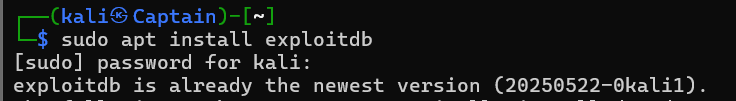 ┌──(kali㉿Captain)-[~]
└─$ sudo apt install exploitdb
[sudo] password for kali:
exploitdb is already the newest version (20250522-0kali1).